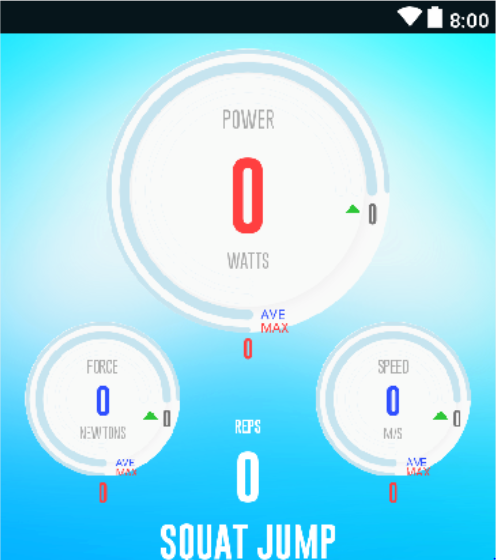 8:00
POWER
0
0
WATTS
AVE
MAX
0
FORCE
0
0
NEWTONS
AVE
MAX
0
SPEED
0
0
M/S
AVE
MAX
0
REPS
0
SQUAT JUMP